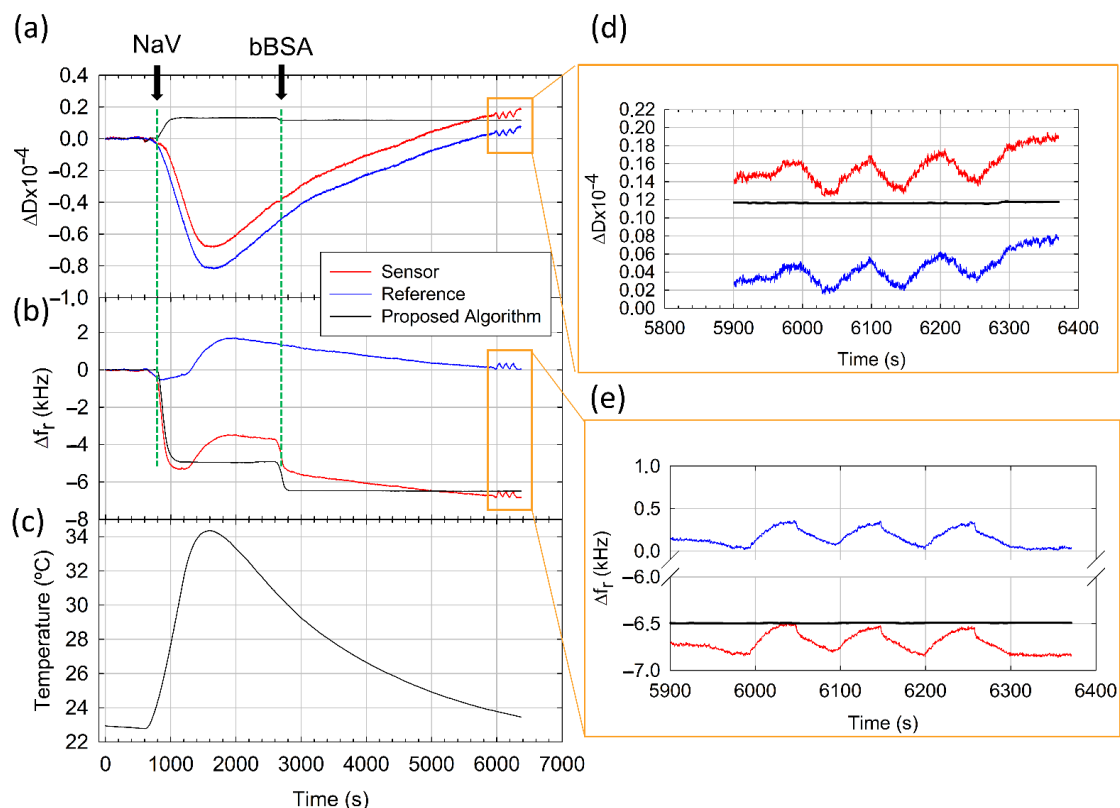 (a)
NaV
bBSA
0.4
0.2
0.0
−0.2
−0.4
−0.6
−0.8
−1.0
ΔDx10-4
Sensor
Reference
Proposed Algorithm
(b)
2
0
−2
−4
−6
−8
Δfr (kHz)
(c)
34
32
30
28
26
24
22
Temperature (ºC)
0 1000 2000 3000 4000 5000 6000 7000
Time (s)
(d)
0.22
0.20
0.18
0.16
0.14
0.12
0.10
0.08
0.06
0.04
0.02
0.00
ΔDx10-4
5800 5900 6000 6100 6200 6300 6400
Time (s)
(e)
1.0
0.5
0.0
−6.0
−6.5
−7.0
Δfr (kHz)
5900 6000 6100 6200 6300 6400
Time (s)